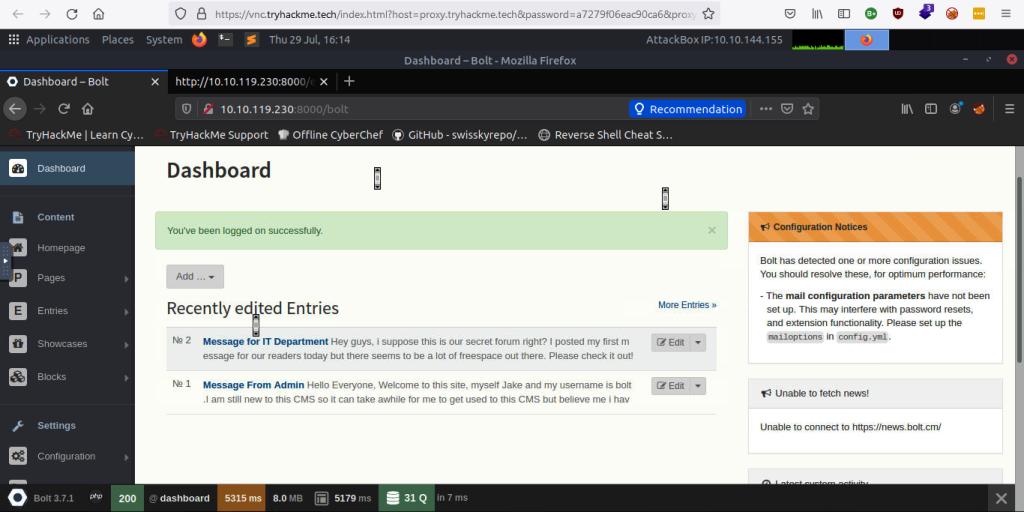 https://vnc.tryhackme.tech/index.html?host=proxy.tryhackme.tech&password=a7279f06eac90ca6&proxy
3
Applications Places System Thu 29 Jul, 16:14 AttackBox IP:10.10.144.155
Dashboard – Bolt - Mozilla Firefox
Dashboard – Bolt http://10.10.119.230:8000/e
10.10.119.230:8000/bolt Recommendation
TryHackMe | Learn Cy… TryHackMe Support Offline CyberChef GitHub - swisskyrepo/… Reverse Shell Cheat S…
Dashboard
Content
Homepage
Pages
Entries
Showcases
Blocks
Settings
Configuration
Dashboard
You've been logged on successfully. ×
Add …
Recently edited Entries More Entries »
№ 2 Message for IT Department Hey guys, i suppose this is our secret forum right? I posted my first m
essage for our readers today but there seems to be a lot of freespace out there. Please check it out!
Edit
№ 1 Message From Admin Hello Everyone, Welcome to this site, myself Jake and my username is bolt
.I am still new to this CMS so it can take awhile for me to get used to this CMS but believe me i hav
Edit
Configuration Notices
Bolt has detected one or more configuration issues.
You should resolve these, for optimum performance:
- The mail configuration parameters have not been
set up. This may interfere with password resets,
and extension functionality. Please set up the
mailoptions in config.yml.
Unable to fetch news!
Unable to connect to https://news.bolt.cm/
Latest system activity
Bolt 3.7.1 php 200 @ dashboard 5315 ms 8.0 MB 5179 ms 31 Q in 7 ms